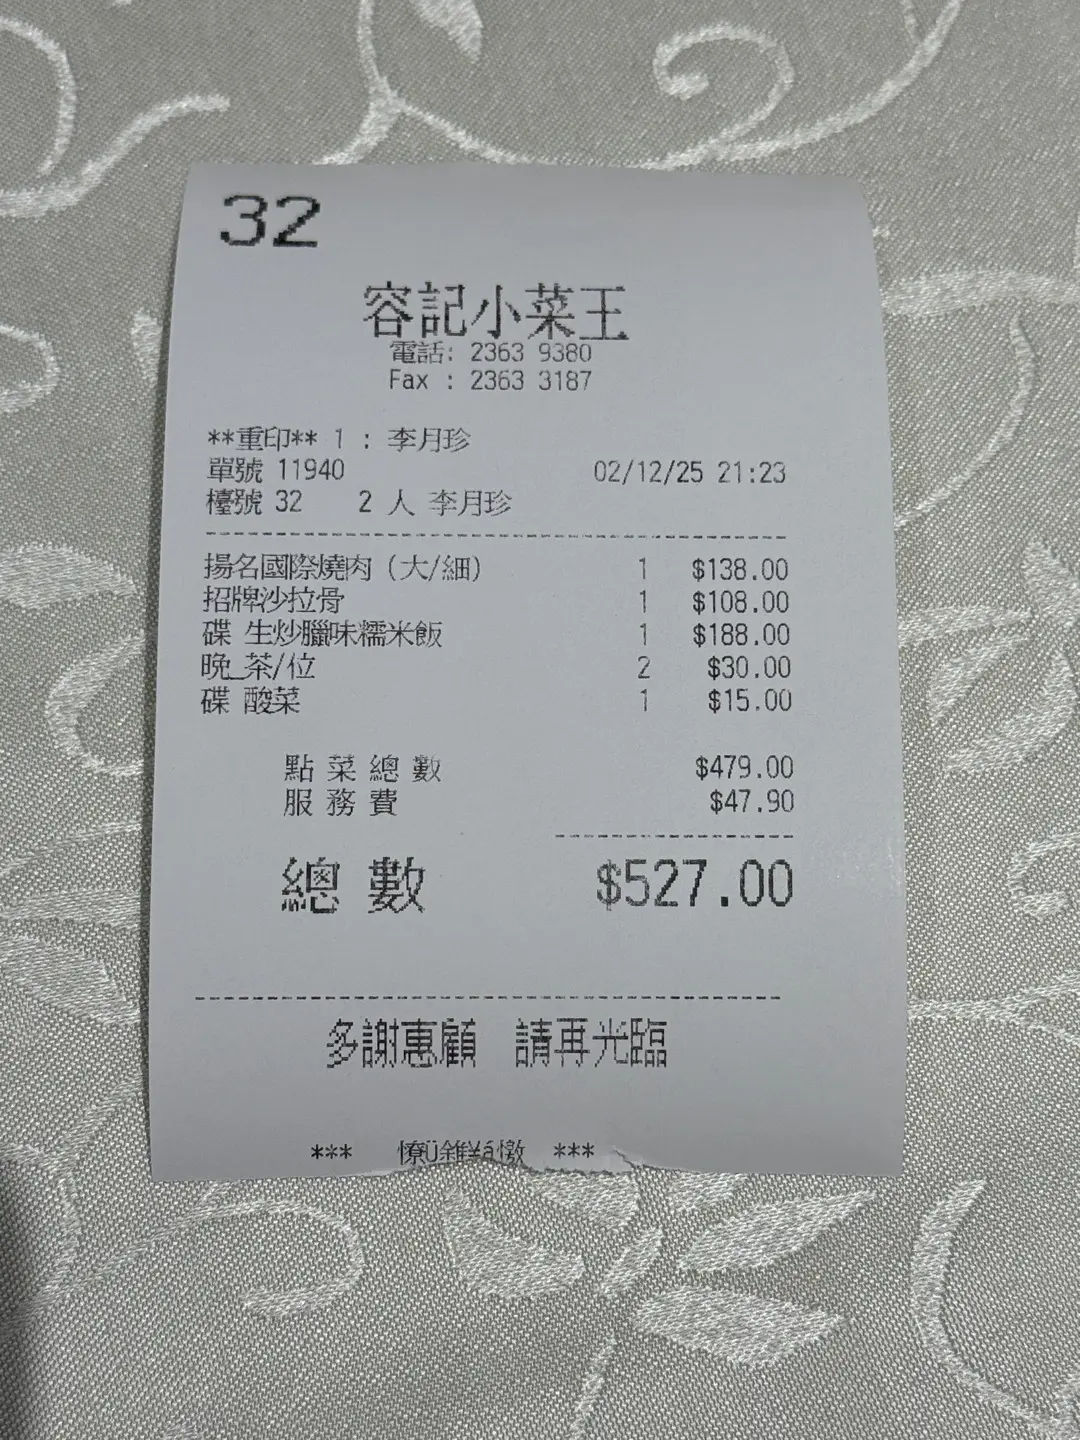 32
容記小菜王
電話: 2363 9380
Fax : 2363 3187
**重印** 1 : 李月珍
單號 11940 02/12/25 21:23
檯號 32 2 人 李月珍
揚名國際燒肉（大/細） 1 $138.00
招牌沙拉骨 1 $108.00
碟 生炒臘味糯米飯 1 $188.00
晚_茶/位 2 $30.00
碟 酸菜 1 $15.00
點菜總數 $479.00
服務費 $47.90
總數 $527.00
多謝惠顧 請再光臨
*** ***